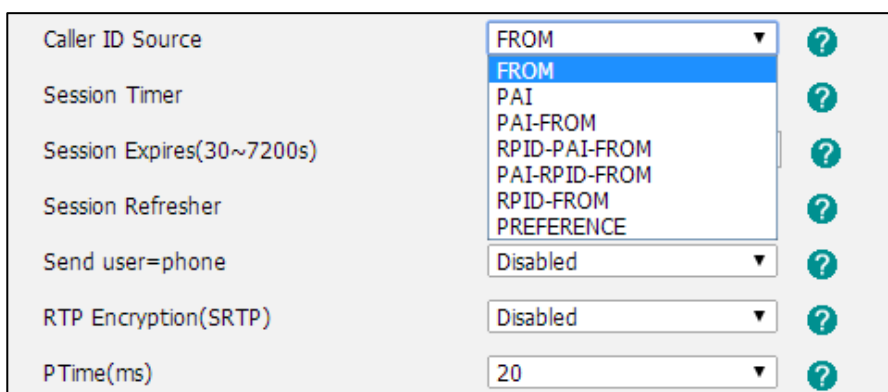 Caller ID Source FROM ?
FROM
Session Timer PAI ?
PAI-FROM
Session Expires(30~7200s) RPID-PAI-FROM ?
PAI-RPID-FROM
Session Refresher RPID-FROM ?
PREFERENCE
Send user=phone Disabled ?
RTP Encryption(SRTP) Disabled ?
PTime(ms) 20 ?